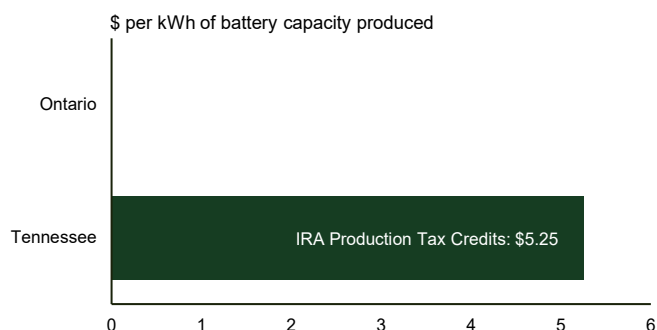 $ per kWh of battery capacity produced
Ontario
Tennessee
IRA Production Tax Credits: $5.25
0 1 2 3 4 5 6